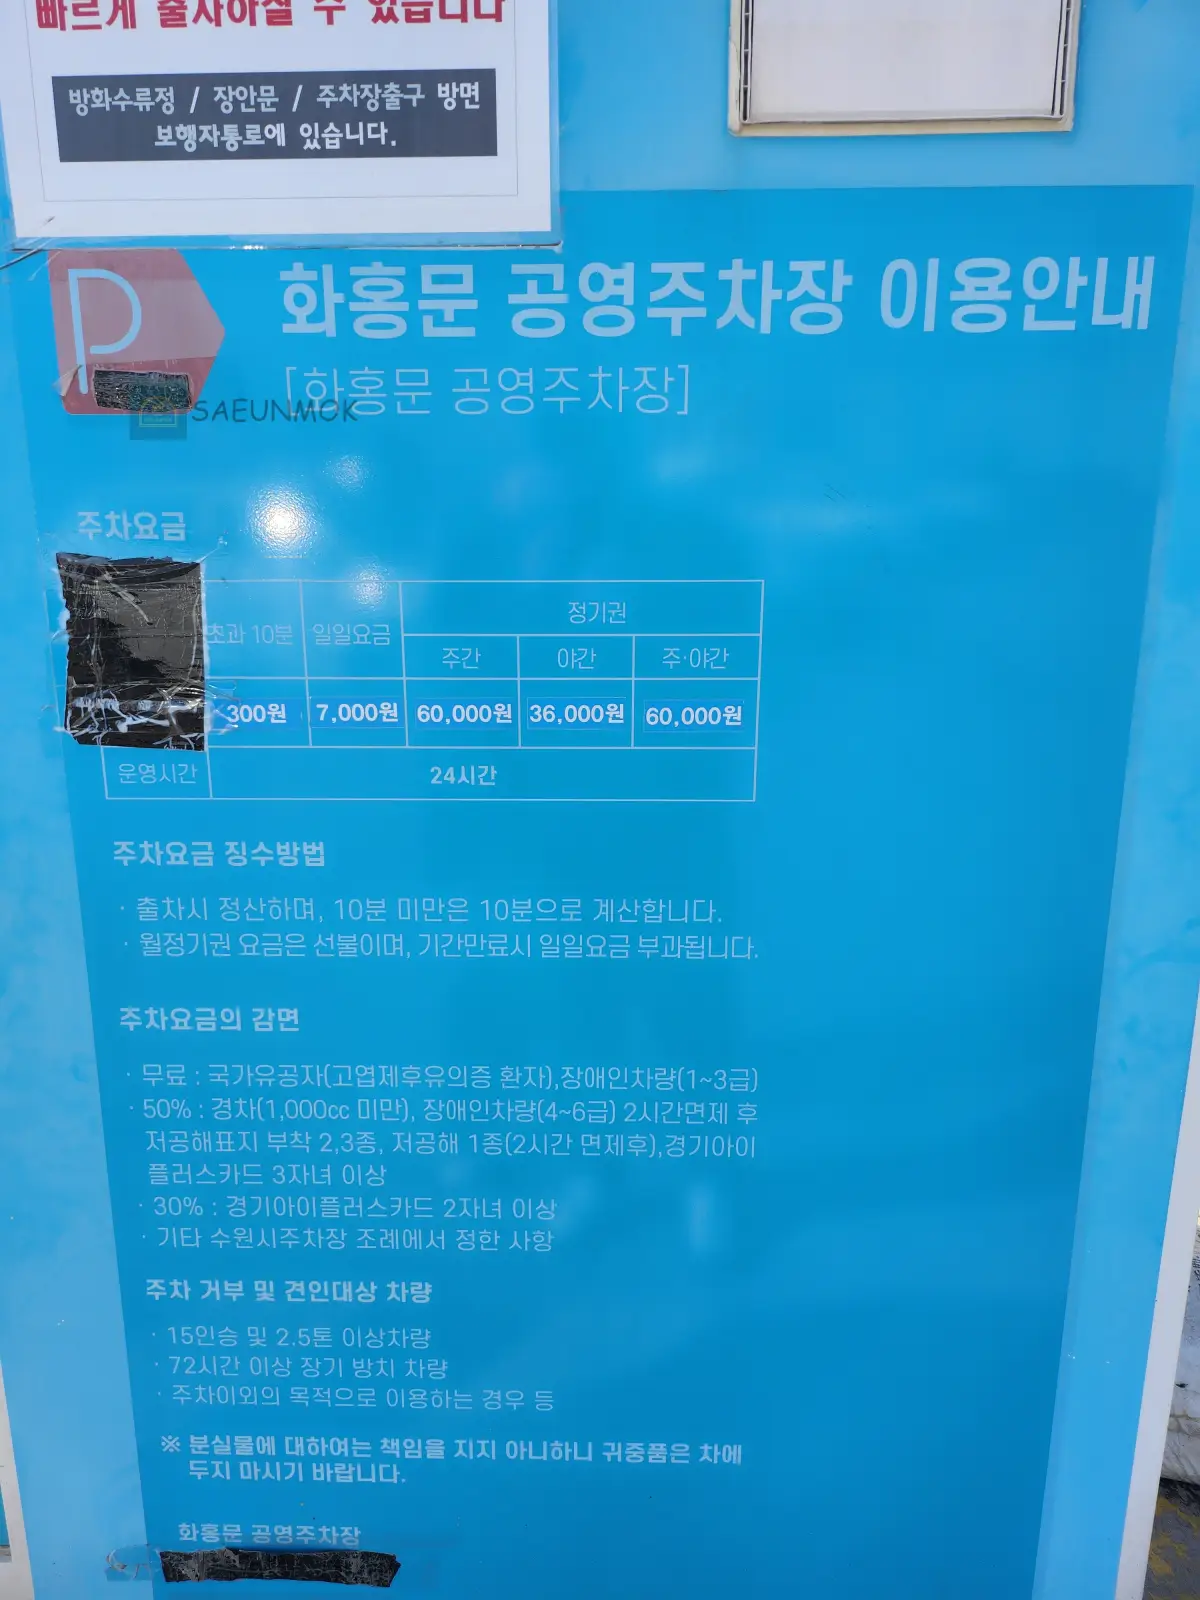 빠르게 출차하실 수 있습니다
방화수류정 / 장안문 / 주차장출구 방면
보행자통로에 있습니다.
P
화홍문 공영주차장 이용안내
[화홍문 공영주차장]
SAEUNMOK
주차요금
초과 10분 일일요금 정기권
주간 야간 주·야간
300원 7,000원 60,000원 36,000원 60,000원
운영시간 24시간
주차요금 징수방법
· 출차시 정산하며, 10분 미만은 10분으로 계산합니다.
· 월정기권 요금은 선불이며, 기간만료시 일일요금 부과됩니다.
주차요금의 감면
· 무료 : 국가유공자(고엽제후유의증 환자),장애인차량(1~3급)
· 50% : 경차(1,000cc 미만), 장애인차량(4~6급) 2시간면제 후
저공해표지 부착 2,3종, 저공해 1종(2시간 면제후),경기아이
플러스카드 3자녀 이상
· 30% : 경기아이플러스카드 2자녀 이상
· 기타 수원시주차장 조례에서 정한 사항
주차 거부 및 견인대상 차량
· 15인승 및 2.5톤 이상차량
· 72시간 이상 장기 방치 차량
· 주차이외의 목적으로 이용하는 경우 등
※ 분실물에 대하여는 책임을 지지 아니하니 귀중품은 차에
두지 마시기 바랍니다.
화홍문 공영주차장